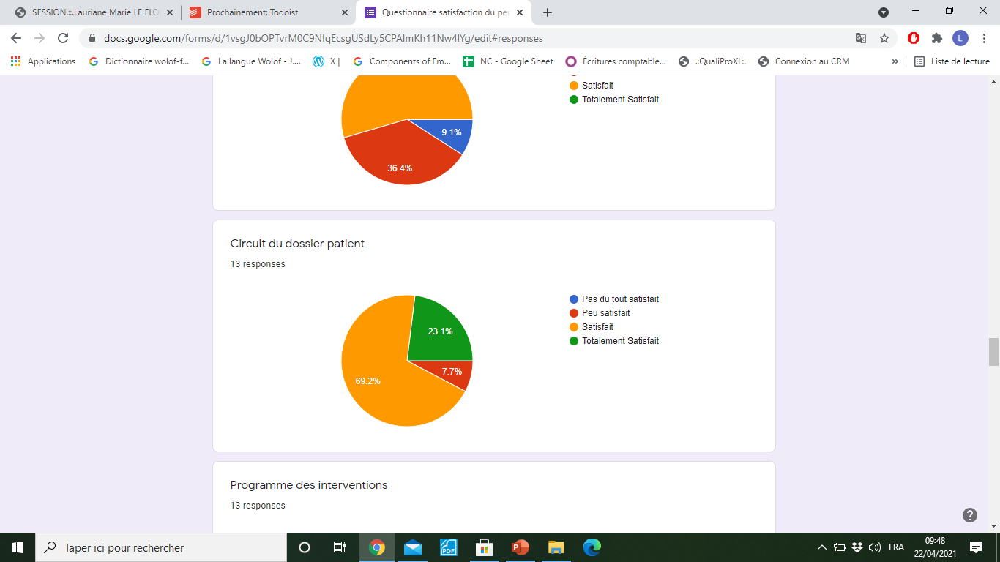 SESSION.::.Lauriane Marie LE FLO
Prochainement: Todoist
Questionnaire satisfaction du per
docs.google.com/forms/d/1vsgJ0bOPTvrM0C9NIqEcsgUSdLy5CPAlmKh11Nw4lYg/edit#responses
L
Applications
Dictionnaire wolof-f...
La langue Wolof - J....
X |
Components of Em...
NC - Google Sheet
Écritures comptable...
.:QualiProXL:.
Connexion au CRM
»
Liste de lecture
Satisfait
Totalement Satisfait
9.1%
36.4%
Circuit du dossier patient
13 responses
Pas du tout satisfait
Peu satisfait
Satisfait
Totalement Satisfait
23.1%
7.7%
69.2%
Programme des interventions
13 responses
Taper ici pour rechercher
PDF
FRA
09:48
22/04/2021